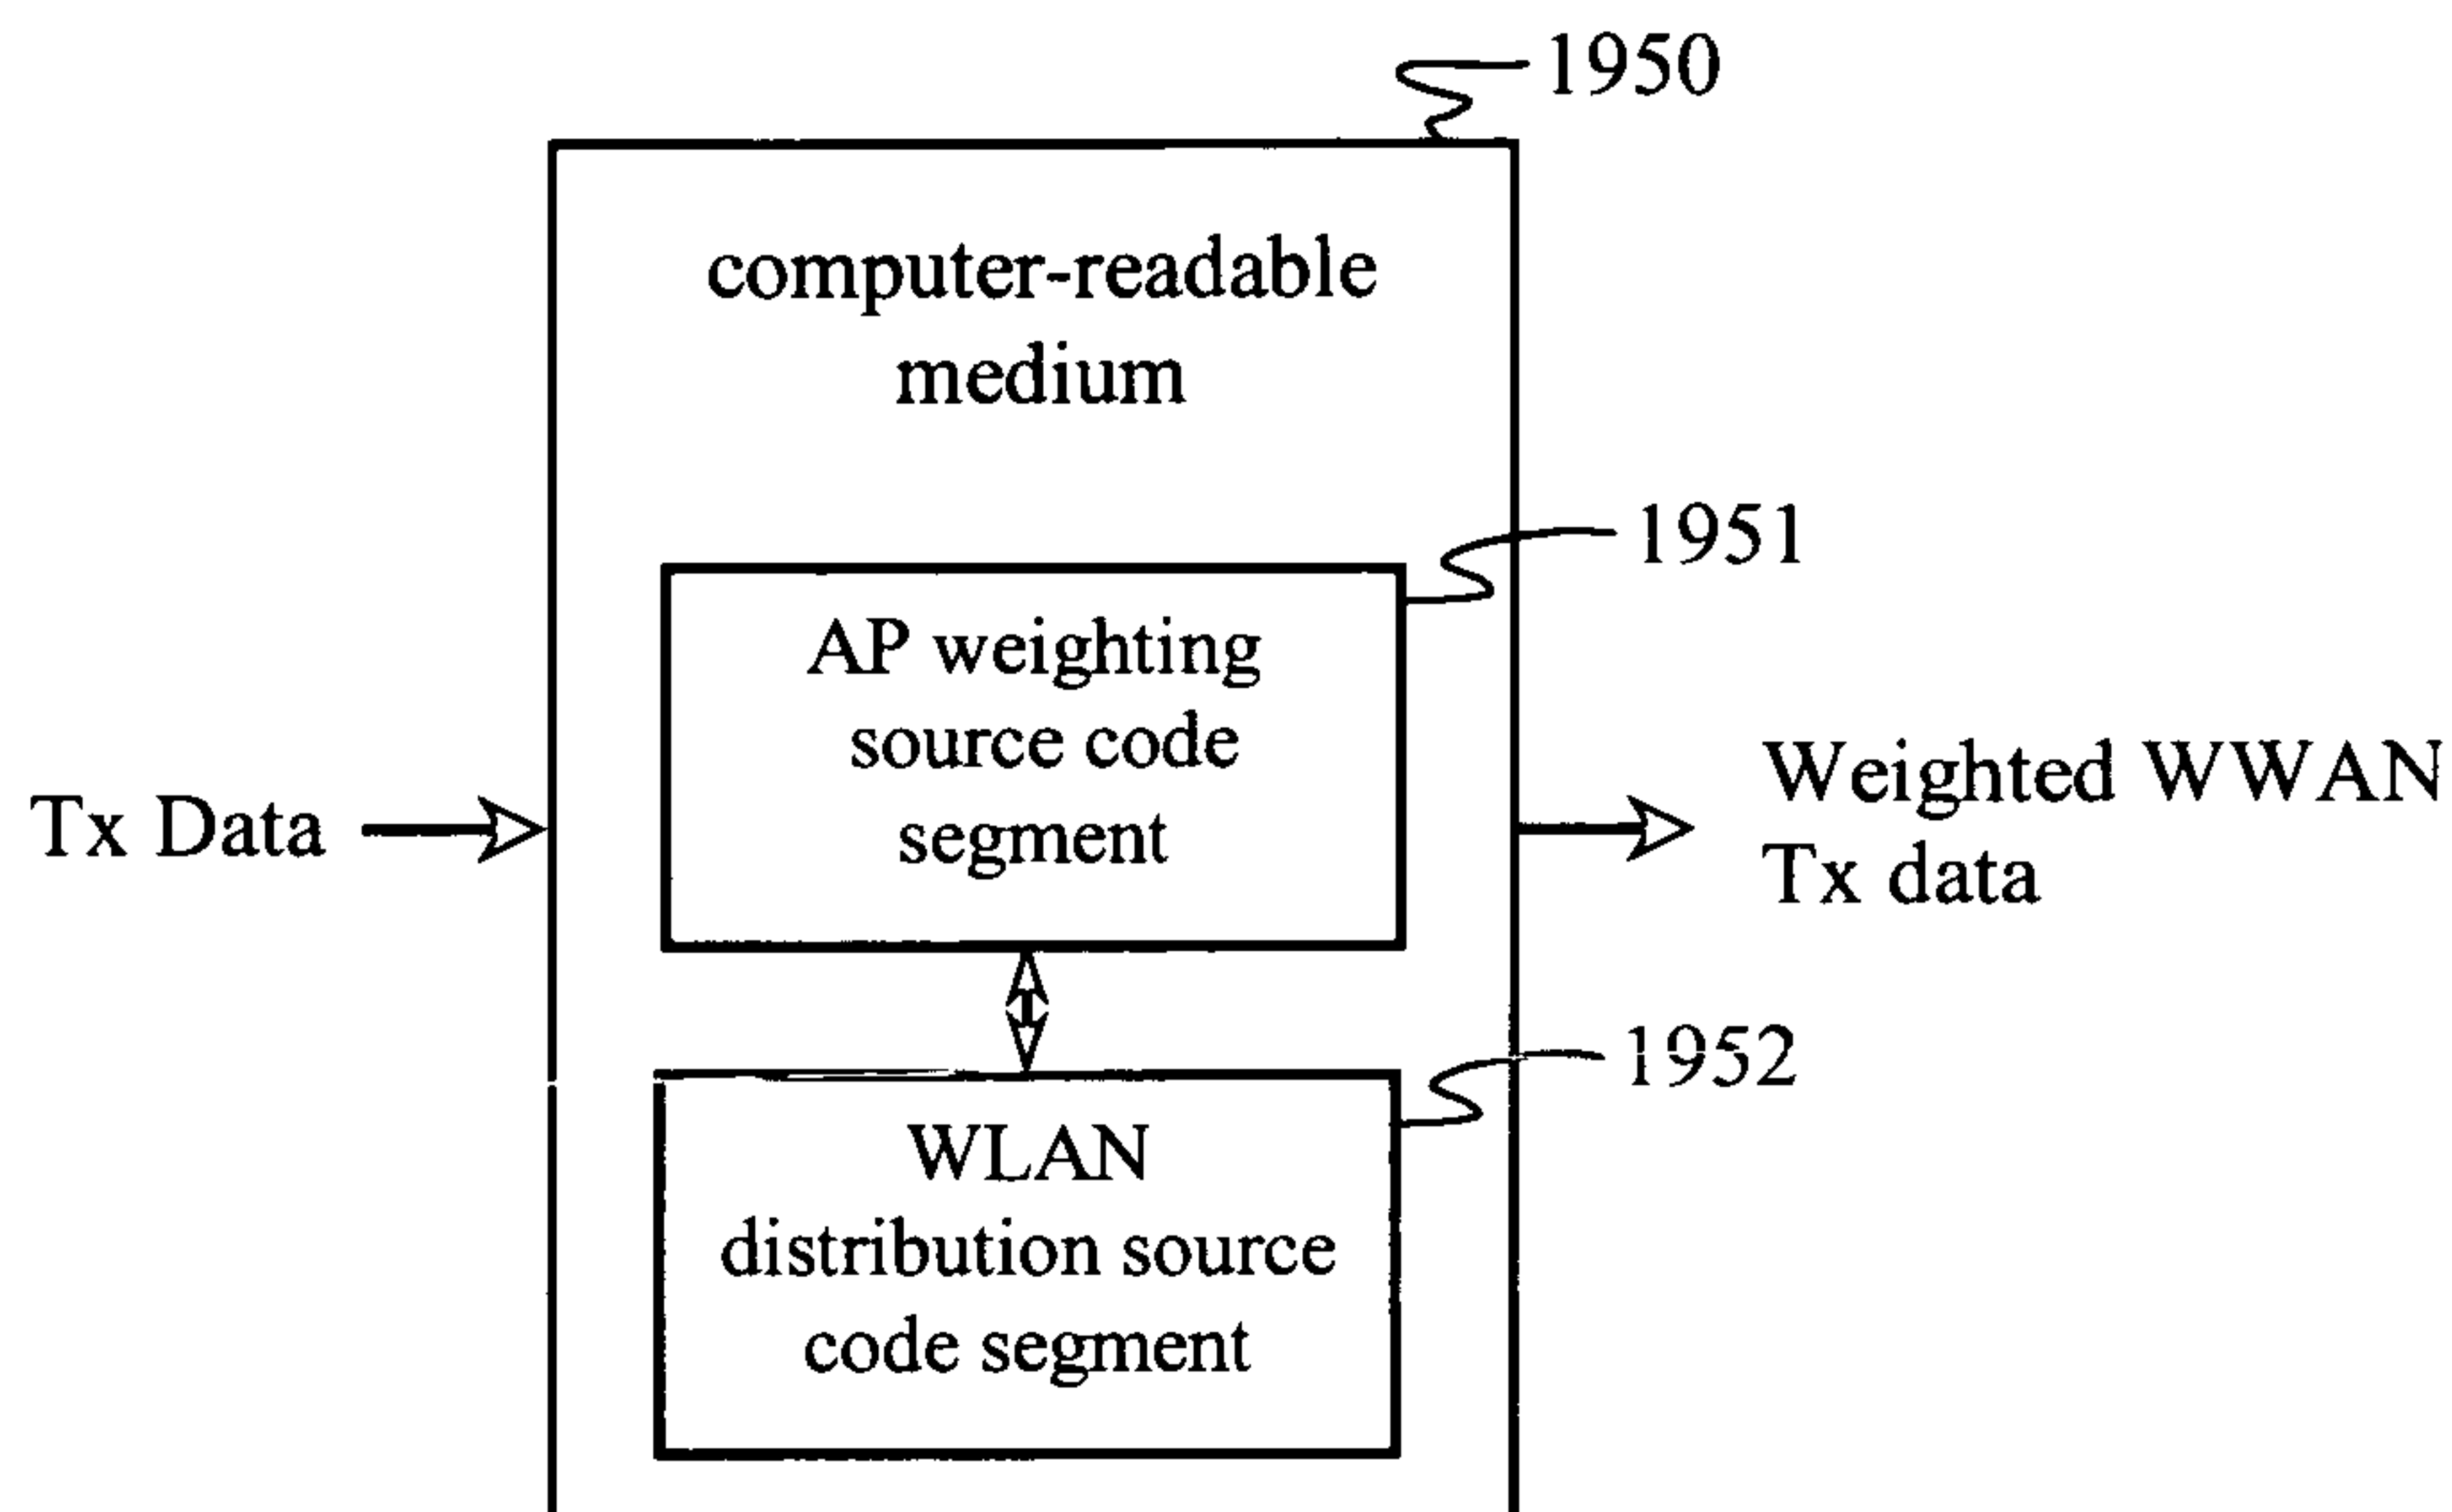 1950
computer-readable
medium
1951
AP weighting
source code
segment
Tx Data
Weighted WWAN
Tx data
1952
WLAN
distribution source
code segment